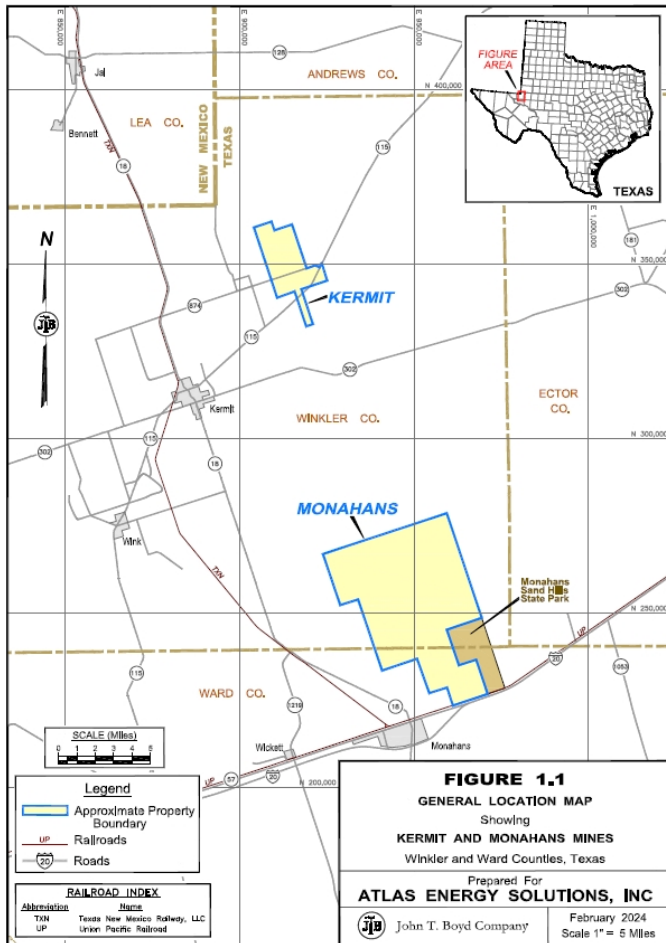 E 850,000
E 950,000
128
Jal
ANDREWS CO.
N 400,000
FIGURE
AREA
TEXAS
Bennett
LEA CO.
TXN
18
NEW MEXICO
TEXAS
115
E 1,000,000
181
N
JTB
N 350,000
874
KERMIT
302
115
302
Kermit
WINKLER CO.
ECTOR
CO.
N 300,000
302
115
18
MONAHANS
Wink
TXN
Monahans
Sand Hills
State Park
N 250,000
UP
20
115
WARD CO.
1053
1219
18
SCALE (Miles)
0 1 2 3 4 5
Wickett
Monahans
UP
57
20
N 200,000
Legend
Approximate Property
Boundary
UP Railroads
20 Roads
RAILROAD INDEX
Abbreviation Name
TXN Texas New Mexico Railway, LLC
UP Union Pacific Railroad
FIGURE 1.1
GENERAL LOCATION MAP
Showing
KERMIT AND MONAHANS MINES
Winkler and Ward Counties, Texas
Prepared For
ATLAS ENERGY SOLUTIONS, INC
JTB John T. Boyd Company
February 2024
Scale 1" = 5 Miles